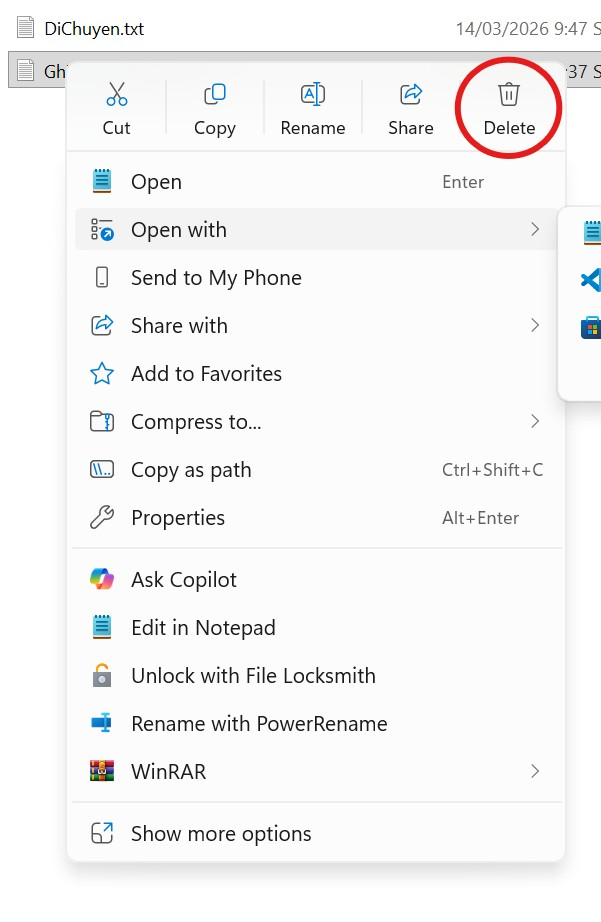 DiChuyen.txt 14/03/2026 9:47 S
Gh :37 S
Cut Copy Rename Share Delete
Open Enter
Open with
Send to My Phone
Share with
Add to Favorites
Compress to...
Copy as path Ctrl+Shift+C
Properties Alt+Enter
Ask Copilot
Edit in Notepad
Unlock with File Locksmith
Rename with PowerRename
WinRAR
Show more options